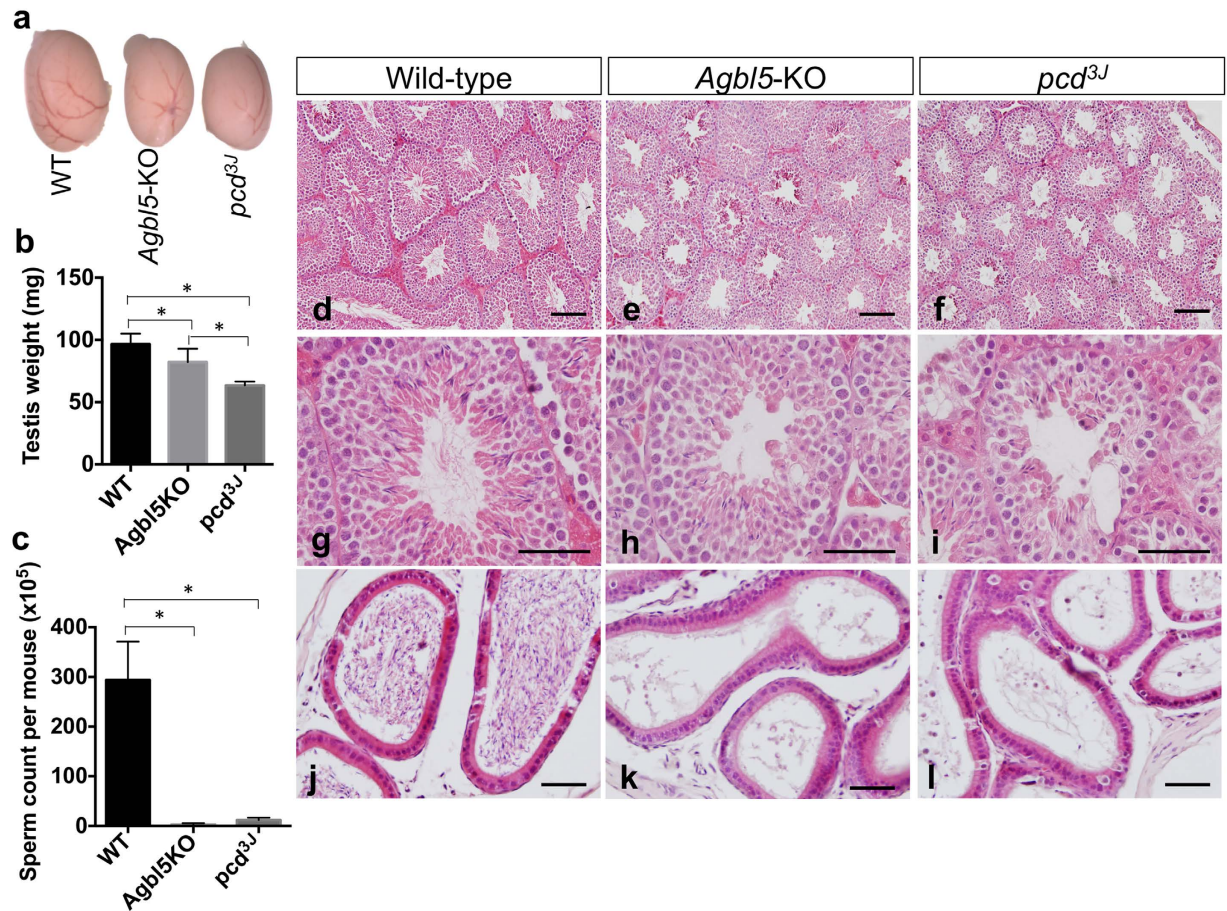 a
WT
Agbl5-KO
pcd3J
b
Testis weight (mg)
150
100
50
0
*
*
*
WT
Agbl5KO
pcd3J
c
Sperm count per mouse (x10⁵)
400
300
200
100
0
*
*
WT
Agbl5KO
pcd3J
Wild-type
Agbl5-KO
pcd3J
d
e
f
g
h
i
j
k
l